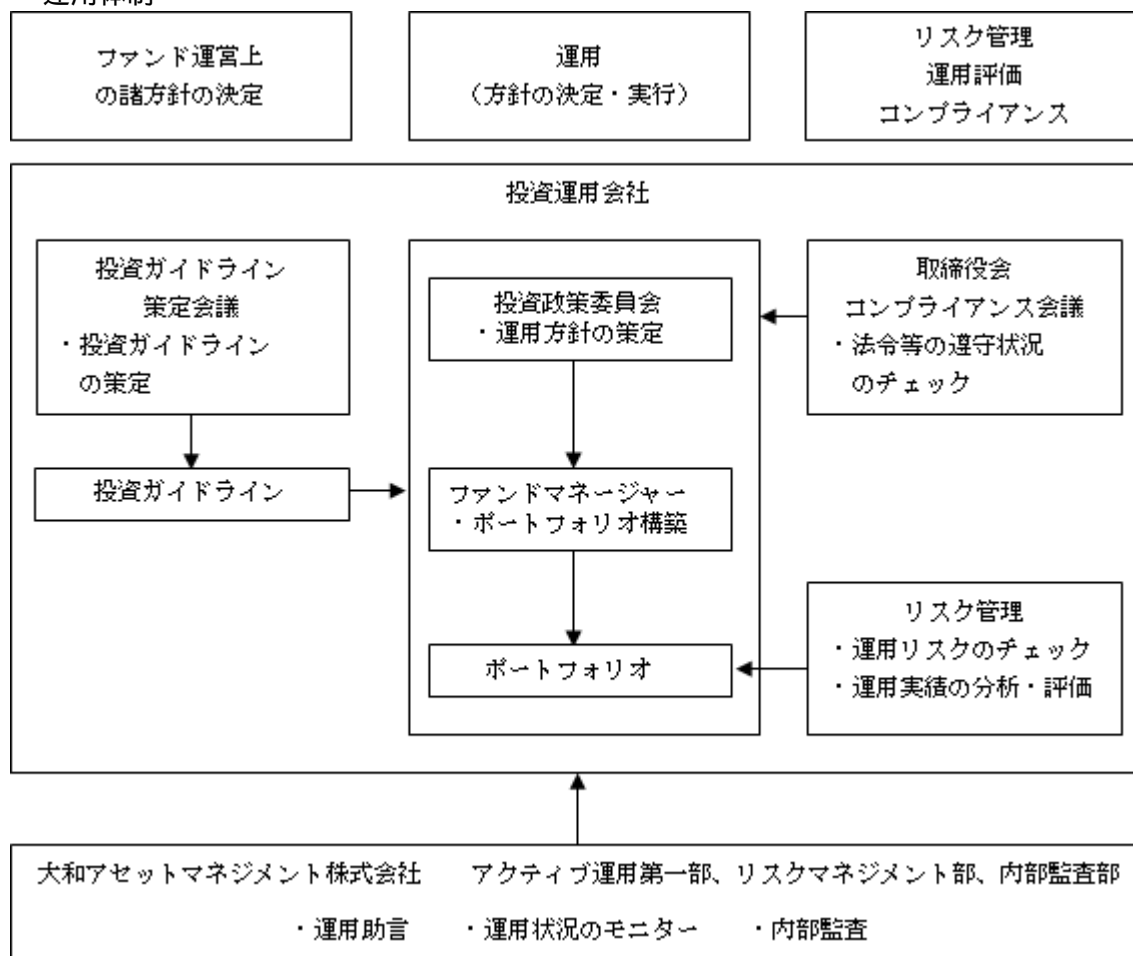 運用体制
ファンド運営上
の諸方針の決定
運用
（方針の決定・実行）
リスク管理
運用評価
コンプライアンス
投資運用会社
投資ガイドライン
策定会議
・投資ガイドライン
の策定
投資ガイドライン
投資政策委員会
・運用方針の策定
ファンドマネージャー
・ポートフォリオ構築
ポートフォリオ
取締役会
コンプライアンス会議
・法令等の遵守状況
のチェック
リスク管理
・運用リスクのチェック
・運用実績の分析・評価
大和アセットマネジメント株式会社　アクティブ運用第一部、リスクマネジメント部、内部監査部
・運用助言　・運用状況のモニター　・内部監査